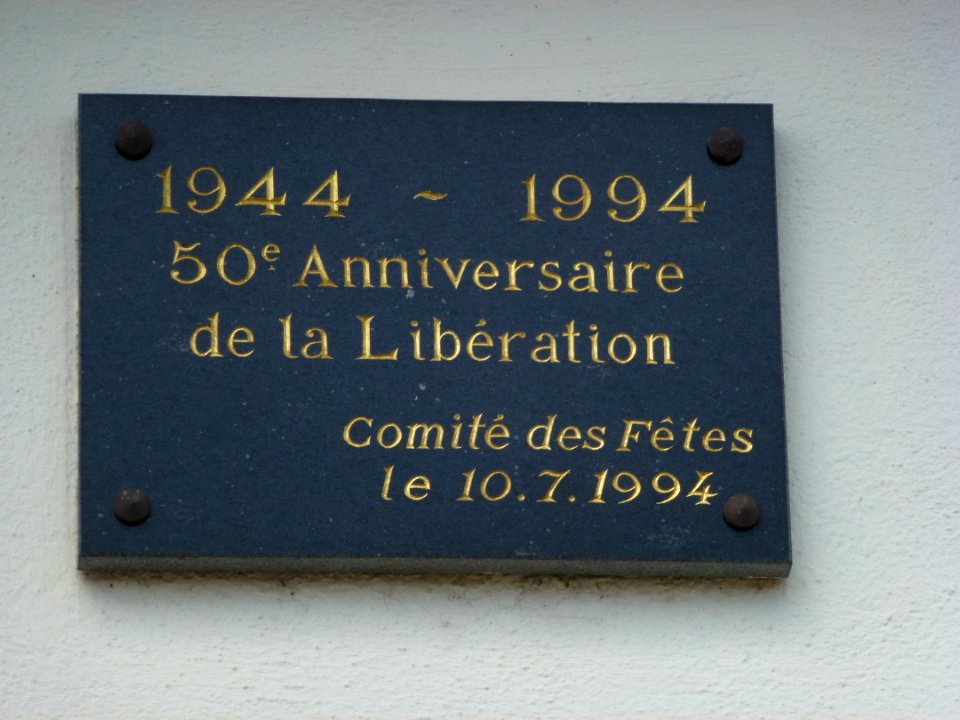 1944 ~ 1994
50e Anniversaire
de la Libération
Comité des Fêtes
le 10.7.1994